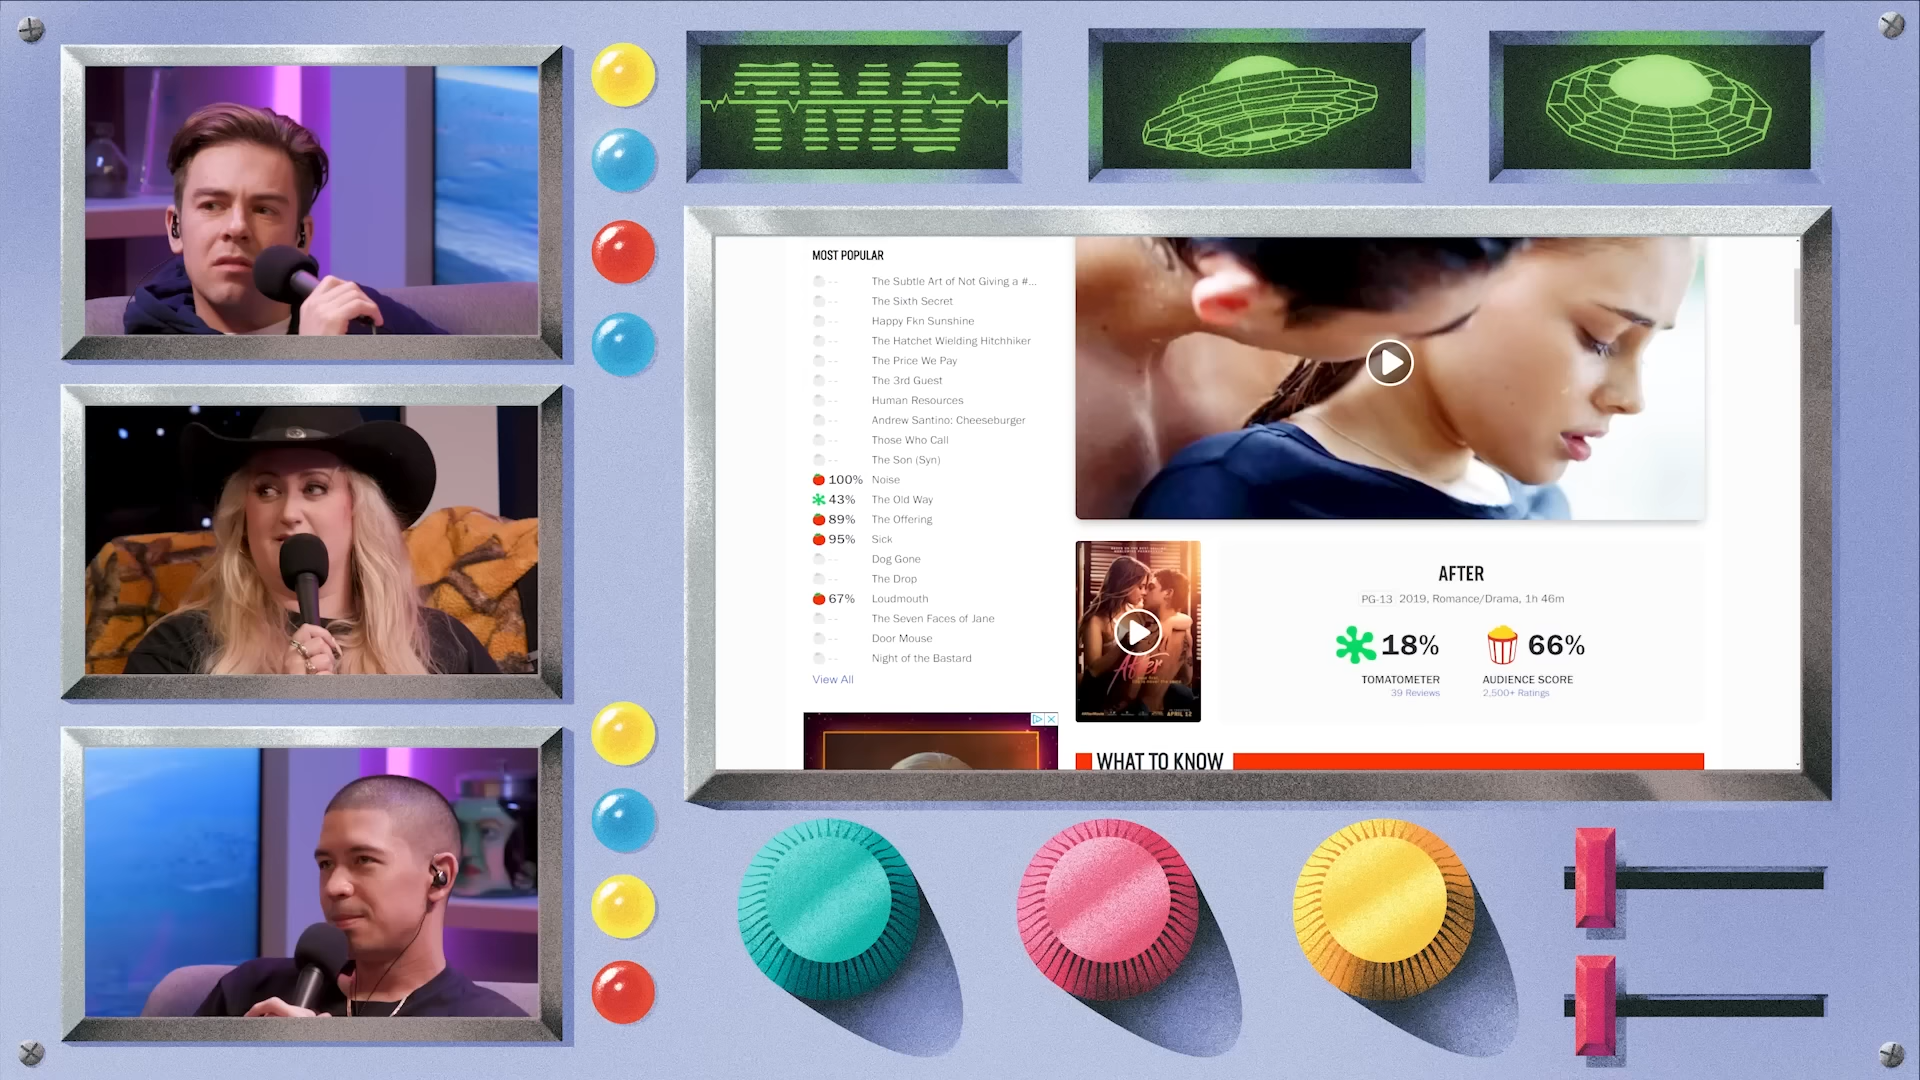 TMG
MOST POPULAR
-- The Subtle Art of Not Giving a #...
-- The Sixth Secret
-- Happy Fkn Sunshine
-- The Hatchet Wielding Hitchhiker
-- The Price We Pay
-- The 3rd Guest
-- Human Resources
-- Andrew Santino: Cheeseburger
-- Those Who Call
-- The Son (Syn)
100% Noise
43% The Old Way
89% The Offering
95% Sick
-- Dog Gone
-- The Drop
67% Loudmouth
-- The Seven Faces of Jane
-- Door Mouse
-- Night of the Bastard
View All
After
APRIL 12
AFTER
PG-13 2019, Romance/Drama, 1h 46m
18% 66%
TOMATOMETER AUDIENCE SCORE
39 Reviews 2,500+ Ratings
WHAT TO KNOW